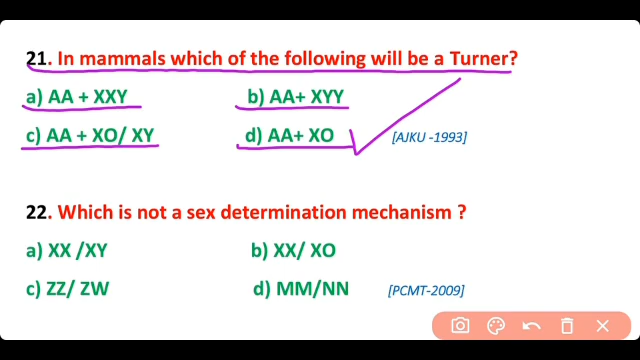 21. In mammals which of the following will be a Turner?
a) AA + XXY b) AA+ XYY
c) AA + XO/ XY d) AA+ XO [AJKU -1993]
22. Which is not a sex determination mechanism ?
a) XX /XY b) XX/ XO
c) ZZ/ ZW d) MM/NN [PCMT-2009]